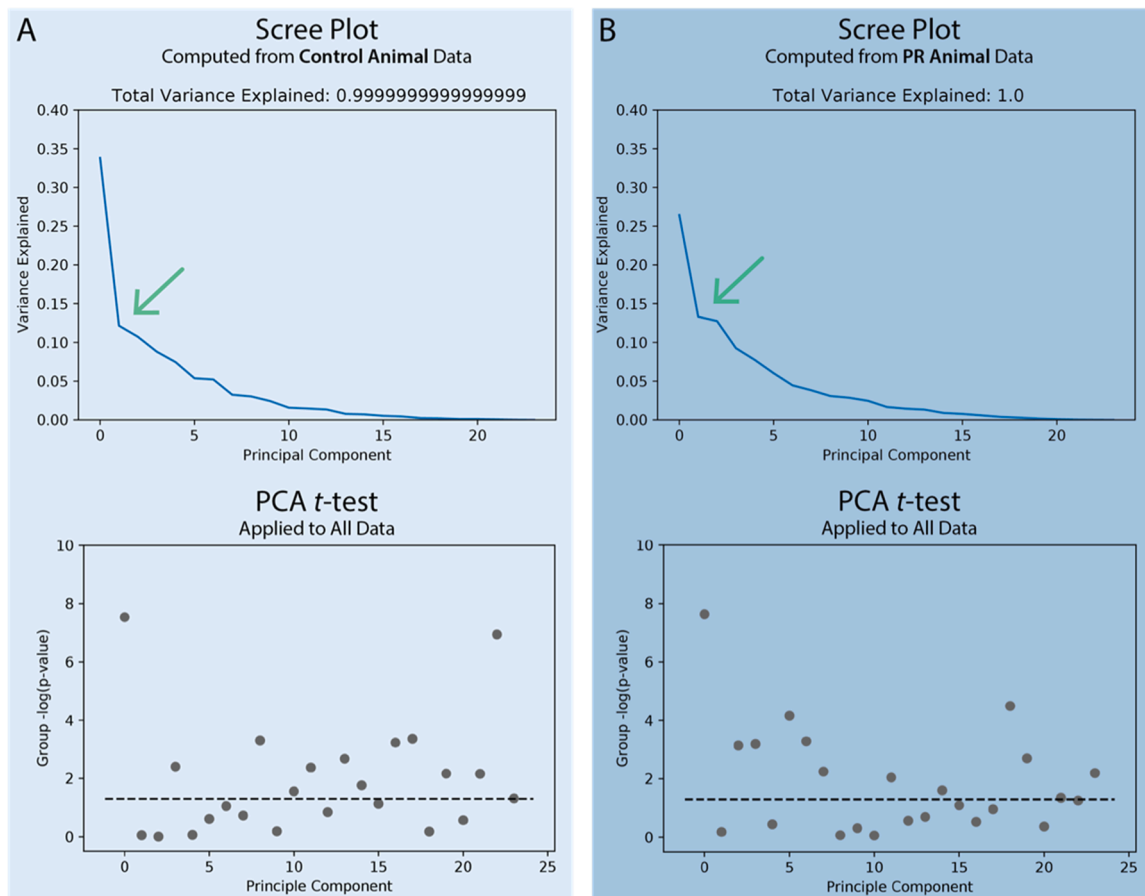 A
Scree Plot
Computed from Control Animal Data
Total Variance Explained: 0.9999999999999999
0.40
0.35
0.30
0.25
0.20
0.15
0.10
0.05
0.00
Variance Explained
0 5 10 15 20
Principal Component
PCA t-test
Applied to All Data
10
8
6
4
2
0
Group -log(p-value)
0 5 10 15 20 25
Principle Component
B
Scree Plot
Computed from PR Animal Data
Total Variance Explained: 1.0
0.40
0.35
0.30
0.25
0.20
0.15
0.10
0.05
0.00
Variance Explained
0 5 10 15 20
Principal Component
PCA t-test
Applied to All Data
10
8
6
4
2
0
Group -log(p-value)
0 5 10 15 20 25
Principle Component